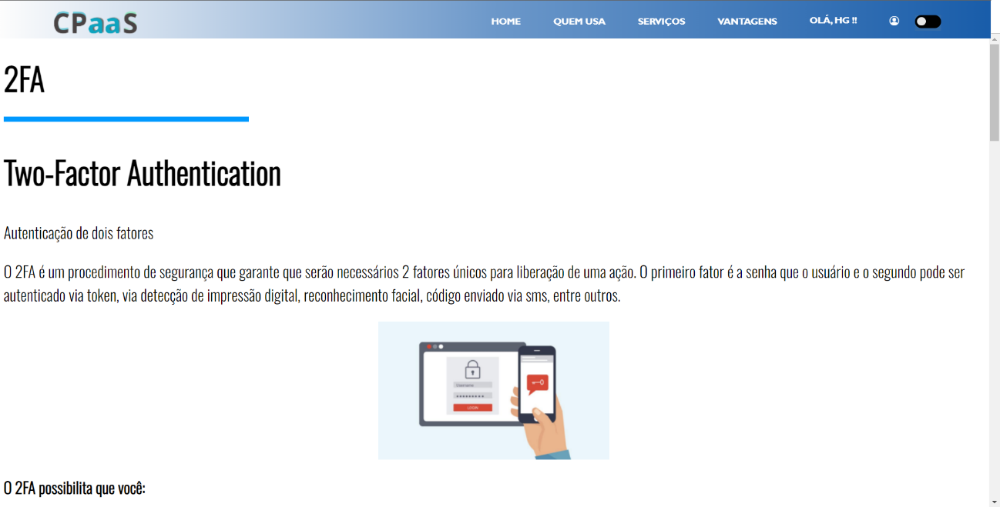 CPaaS
HOME QUEM USA SERVIÇOS VANTAGENS OLÁ, HG !!
2FA
Two-Factor Authentication
Autenticação de dois fatores
O 2FA é um procedimento de segurança que garante que serão necessários 2 fatores únicos para liberação de uma ação. O primeiro fator é a senha que o usuário e o segundo pode ser
autenticado via token, via detecção de impressão digital, reconhecimento facial, código enviado via sms, entre outros.
Username
LOGIN
O 2FA possibilita que você: